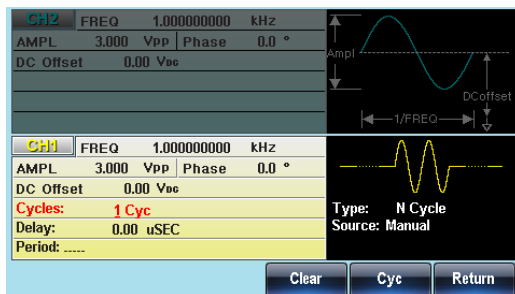 CH2 FREQ 1.000000000 kHz
AMPL 3.000 Vpp Phase 0.0 °
DC Offset 0.00 VDC
Ampl
DCoffset
1/FREQ
CH1 FREQ 1.000000000 kHz
AMPL 3.000 Vpp Phase 0.0 °
DC Offset 0.00 VDC
Cycles: 1 Cyc
Delay: 0.00 uSEC
Period: .....
Type: N Cycle
Source: Manual
Clear Cyc Return